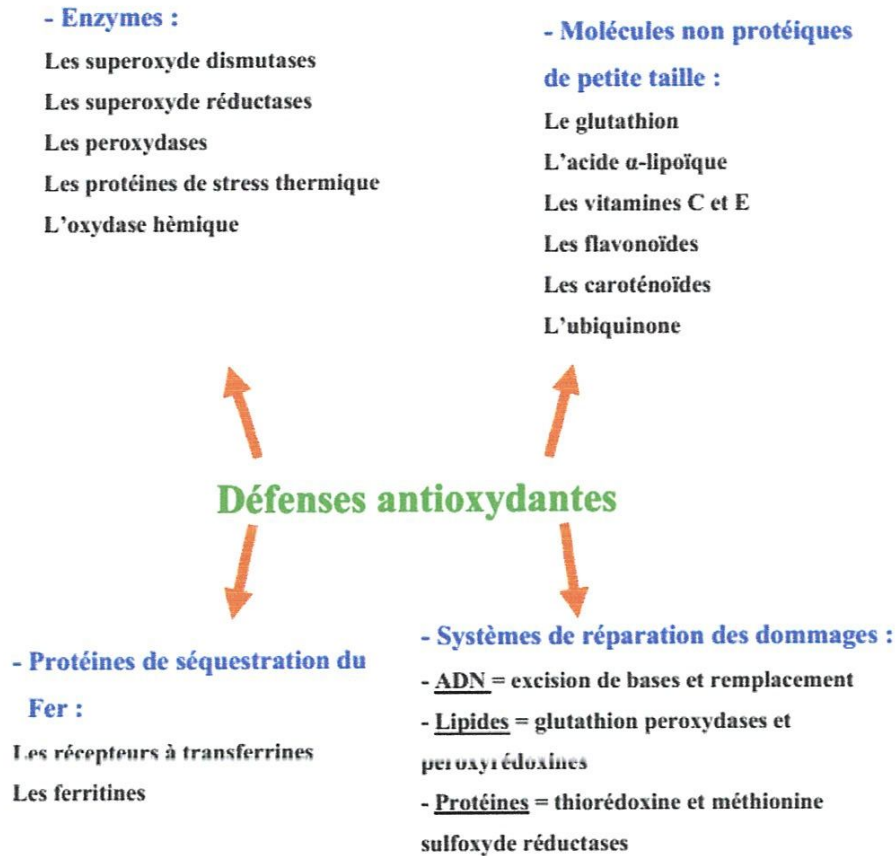 - Enzymes :
Les superoxyde dismutases
Les superoxyde réductases
Les peroxydases
Les protéines de stress thermique
L'oxydase hèmique
- Molécules non protéiques
de petite taille :
Le glutathion
L'acide α-lipoïque
Les vitamines C et E
Les flavonoïdes
Les caroténoïdes
L'ubiquinone
Défenses antioxydantes
- Protéines de séquestration du
Fer :
Les récepteurs à transferrines
Les ferritines
- Systèmes de réparation des dommages :
- ADN = excision de bases et remplacement
- Lipides = glutathion peroxydases et
peroxyrédoxines
- Protéines = thiorédoxine et méthionine
sulfoxyde réductases